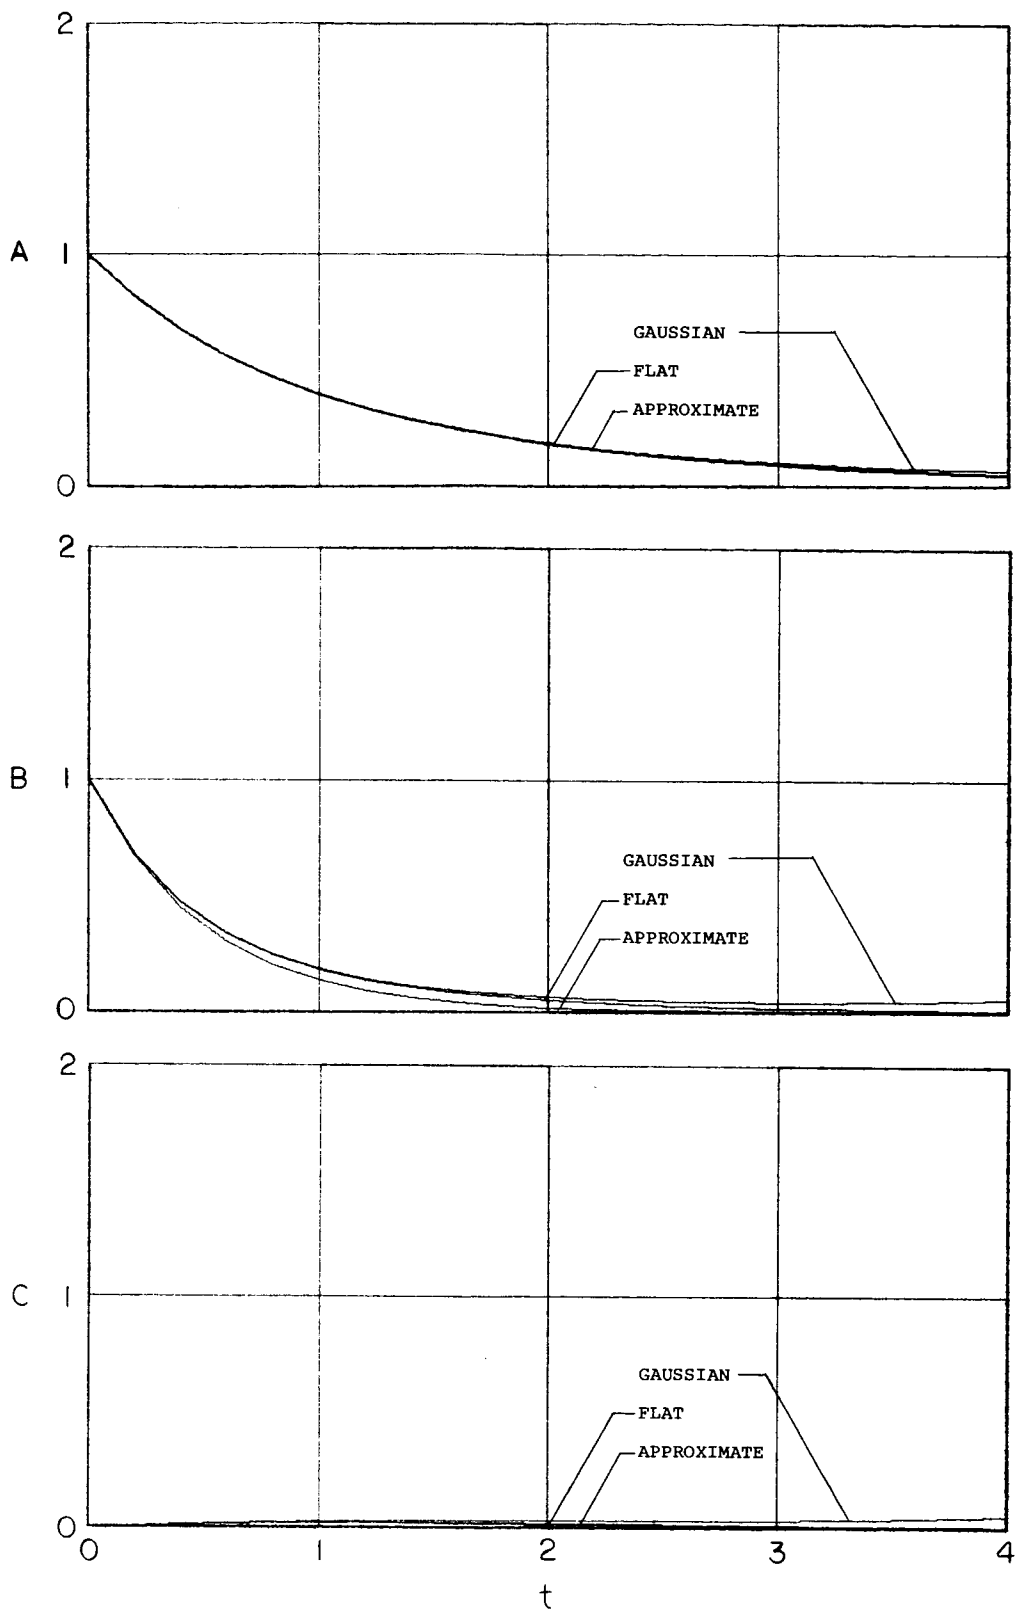 2
A 1
GAUSSIAN
FLAT
APPROXIMATE
0
2
B 1
GAUSSIAN
FLAT
APPROXIMATE
0
2
C 1
GAUSSIAN
FLAT
APPROXIMATE
0
0 1 2 3 4
t